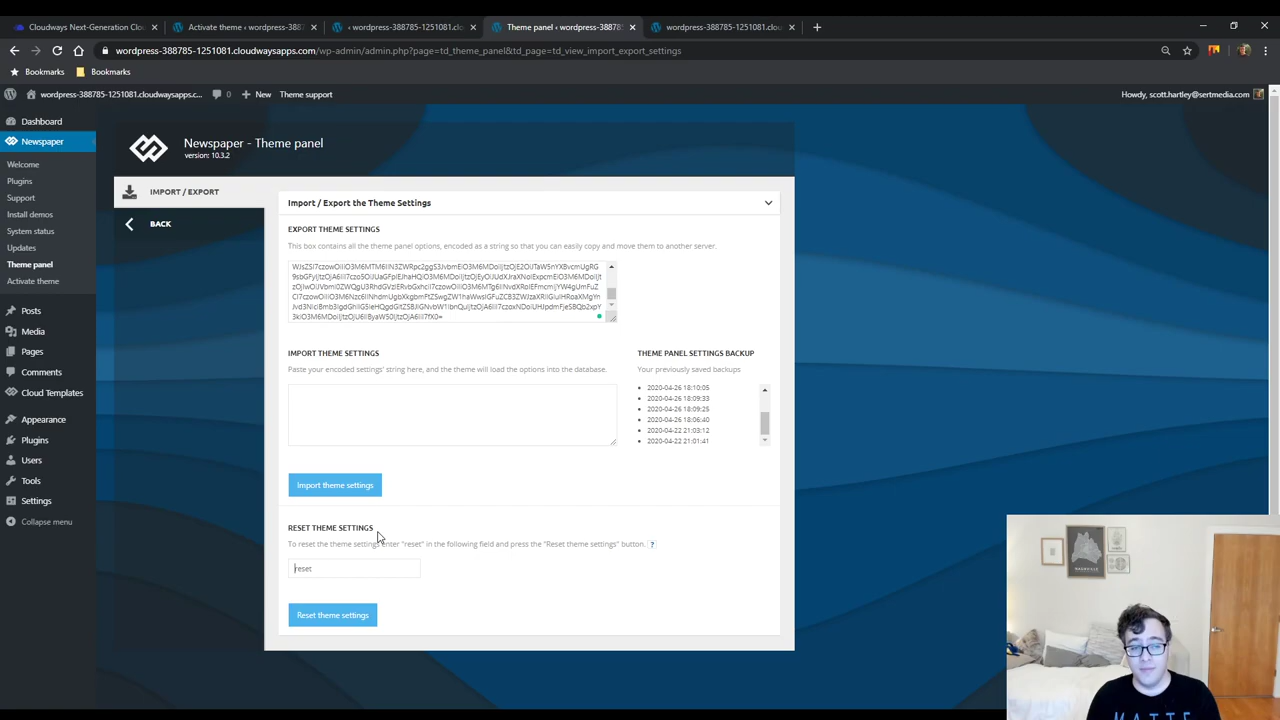 Cloudways Next-Generation Clo
Activate theme ‹ wordpress-3887
‹ wordpress-388785-1251081.clo
Theme panel ‹ wordpress-38878
wordpress-388785-1251081.cloud
wordpress-388785-1251081.cloudwaysapps.com/wp-admin/admin.php?page=td_theme_panel&td_page=td_view_import_export_settings
Bookmarks
Bookmarks
wordpress-388785-1251081.cloudwaysapps.com
0
New
Theme support
Howdy, scott.hartley@sertmedia.com
Dashboard
Newspaper
Welcome
Plugins
Support
Install demos
System status
Updates
Theme panel
Activate theme
Posts
Media
Pages
Comments
Cloud Templates
Appearance
Plugins
Users
Tools
Settings
Collapse menu
Newspaper - Theme panel
version: 10.3.2
IMPORT / EXPORT
BACK
Import / Export the Theme Settings
EXPORT THEME SETTINGS
This box contains all the theme panel options, encoded as a string so that you can easily copy and move them to another server.
IMPORT THEME SETTINGS
Paste your encoded settings' string here, and the theme will load the options into the database.
THEME PANEL SETTINGS BACKUP
Your previously saved backups
2020-04-26 18:10:05
2020-04-26 18:09:33
2020-04-26 18:09:25
2020-04-26 18:06:40
2020-04-22 21:03:12
2020-04-22 21:01:41
Import theme settings
RESET THEME SETTINGS
To reset the theme settings enter "reset" in the following field and press the "Reset theme settings" button.
?
reset
Reset theme settings
NASHVILLE
MATTE